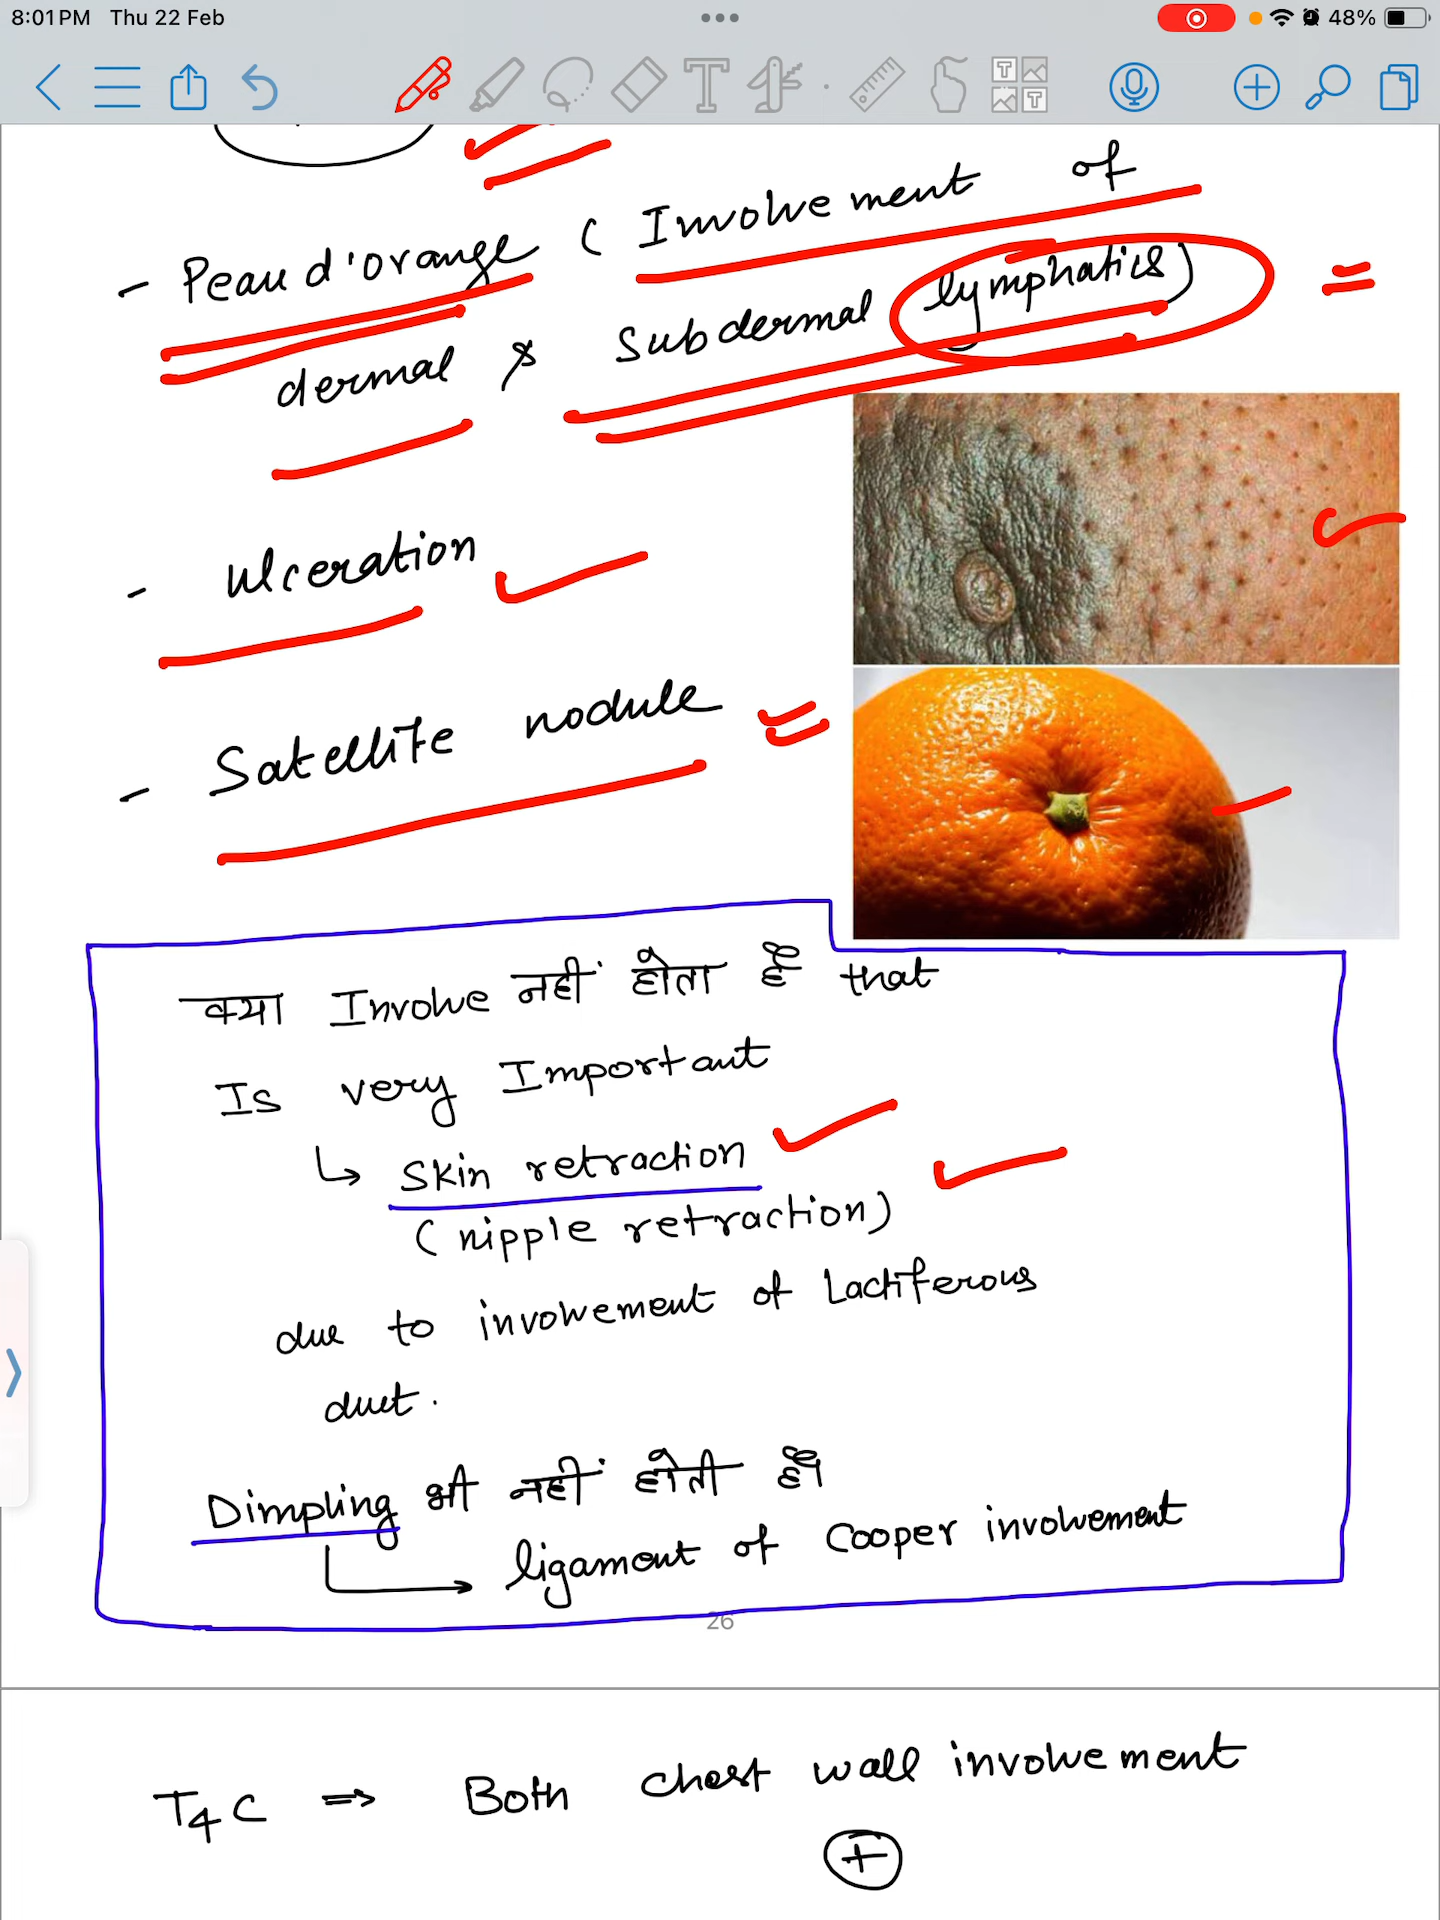 8:01 PM Thu 22 Feb
48%
- Peau d'orange ( Involvement of
dermal & Subdermal lymphatics)
- Ulceration
- Satellite nodule
क्या Involve नहीं होता है that
Is very Important
↳ Skin retraction
( nipple retraction)
due to involvement of Lactiferous
duct.
Dimpling भी नहीं होती है।
→ ligament of Cooper involvement
26
T4C ⇒ Both chest wall involvement
+